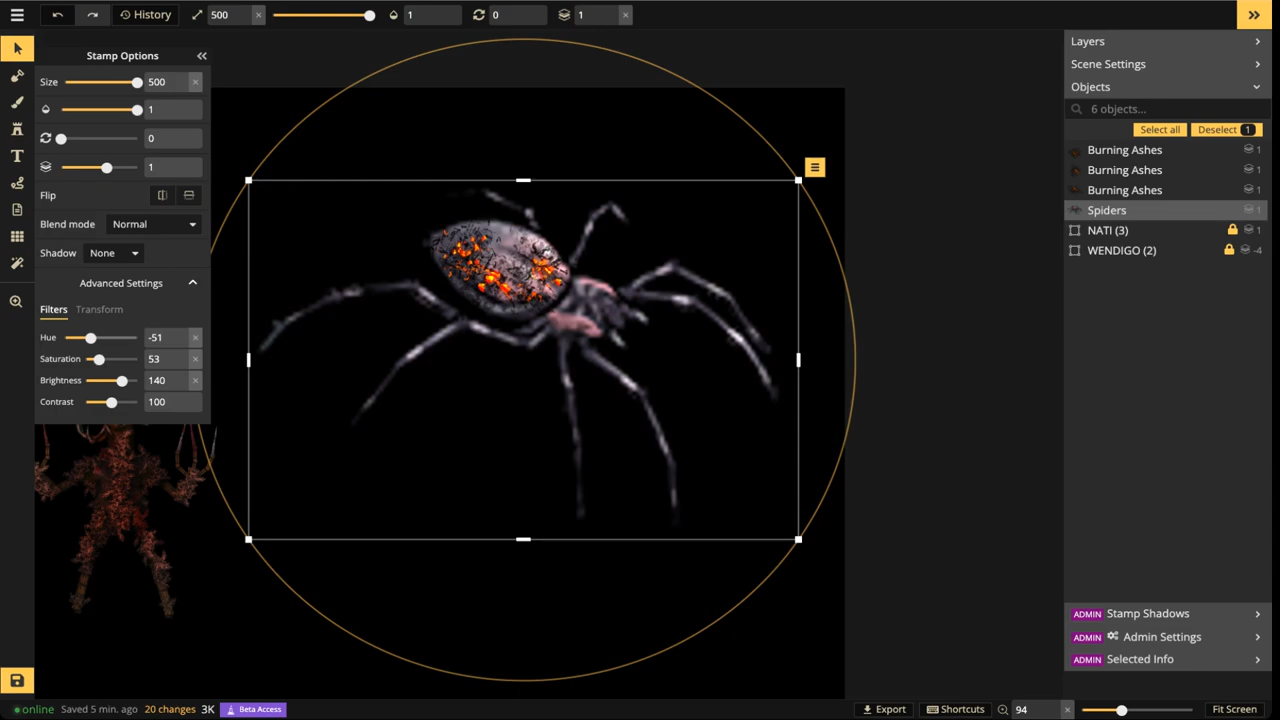 History 500 1 0 1
Stamp Options
Size 500
1
0
1
Flip
Blend mode Normal
Shadow None
Advanced Settings
Filters Transform
Hue -51
Saturation 53
Brightness 140
Contrast 100
Layers
Scene Settings
Objects
6 objects...
Select all Deselect 1
Burning Ashes 1
Burning Ashes 1
Burning Ashes 1
Spiders 1
NATI (3) 1
WENDIGO (2) -4
ADMIN Stamp Shadows
ADMIN Admin Settings
ADMIN Selected Info
online Saved 5 min. ago 20 changes 3K Beta Access Export Shortcuts 94 Fit Screen